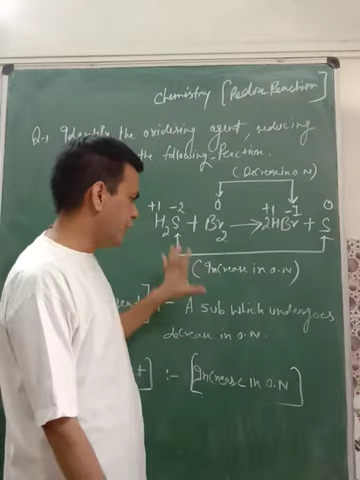 Chemistry [Redox Reaction]
Q-1 Identify the oxidising agent, reducing
the following reaction.
(Decrease in O.N)
+1 -2 0 +1 -1 0
H2S + Br2 → 2HBr + S
(Increase in O.N)
] :- A sub which undergoes
decrease in O.N.
t] :- [Increase in O.N]